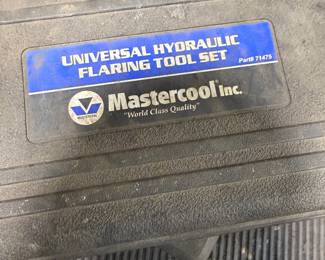 UNIVERSAL HYDRAULIC
FLARING TOOL SET
Part# 71475
Mastercool® Inc.
"World Class Quality"